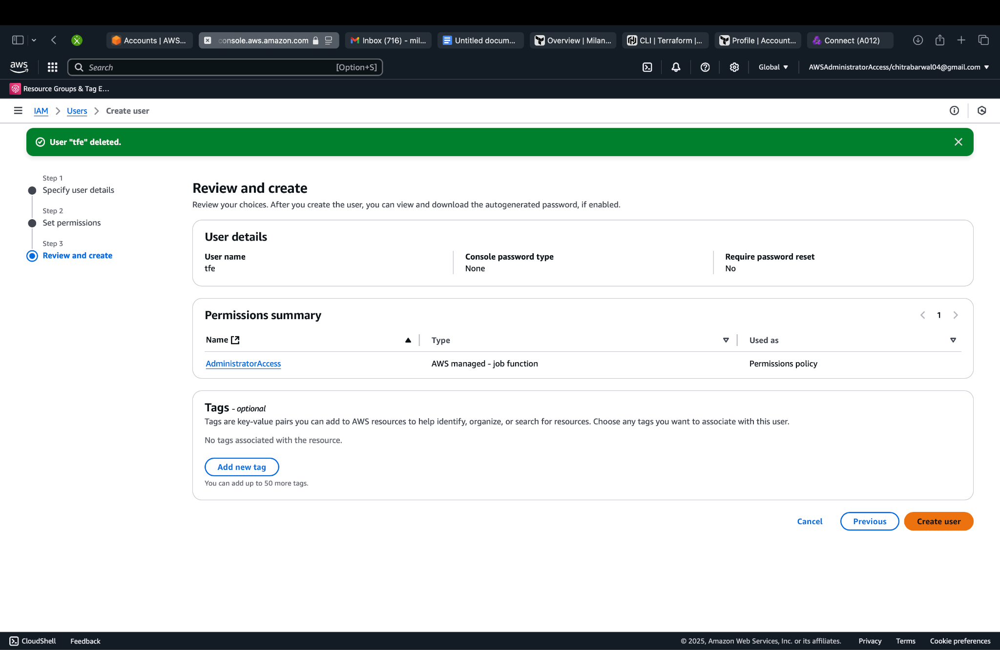 Accounts | AWS...
console.aws.amazon.com
Inbox (716) - mil...
Untitled docum...
Overview | Milan...
CLI | Terraform |...
Profile | Account...
Connect (A012)
aws
Search
[Option+S]
Global
AWSAdministratorAccess/chitrabarwal04@gmail.com
Resource Groups & Tag E...
IAM
Users
Create user
User "tfe" deleted.
Step 1
Specify user details
Step 2
Set permissions
Step 3
Review and create
Review and create
Review your choices. After you create the user, you can view and download the autogenerated password, if enabled.
User details
User name
tfe
Console password type
None
Require password reset
No
Permissions summary
1
Name
Type
Used as
AdministratorAccess
AWS managed - job function
Permissions policy
Tags - optional
Tags are key-value pairs you can add to AWS resources to help identify, organize, or search for resources. Choose any tags you want to associate with this user.
No tags associated with the resource.
Add new tag
You can add up to 50 more tags.
Cancel
Previous
Create user
CloudShell
Feedback
© 2025, Amazon Web Services, Inc. or its affiliates.
Privacy
Terms
Cookie preferences